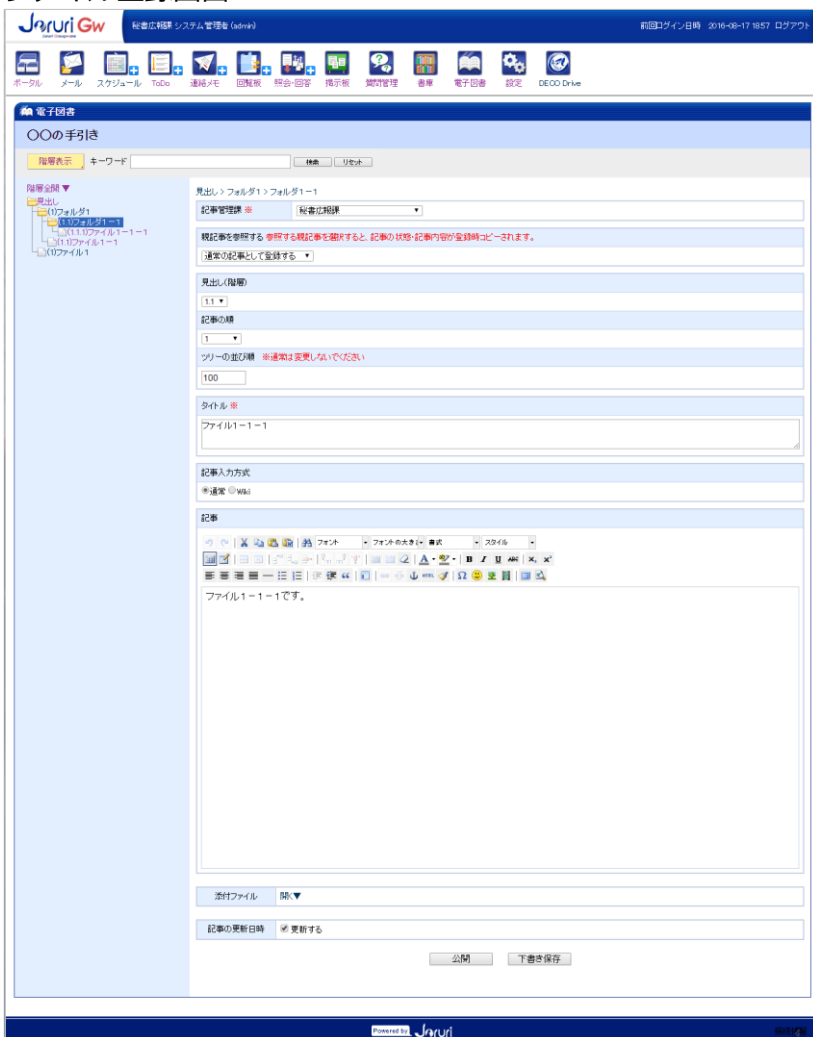 Joruri Gw
秘書広報課 システム管理者 (admin)
前回ログイン日時 2016-08-17 18:57 ログアウト
ポータル メール スケジュール ToDo 連絡メモ 回覧板 照会・回答 掲示板 質問管理 書庫 電子図書 設定 DECO Drive
電子図書
〇〇の手引き
階層表示 キーワード 検索 リセット
階層全開 ▼
見出し
(1)フォルダ1
(1.1)フォルダ1-1
(1.1.1)ファイル1-1-1
(1.1)ファイル1-1
(1)ファイル1
見出し > フォルダ1 > フォルダ1-1
記事管理課 ※ 秘書広報課
親記事を参照する 参照する親記事を選択すると、記事の状態・記事内容が登録時コピーされます。
通常の記事として登録する
見出し(階層)
1.1
記事の順
1
ツリーの並び順 ※通常は変更しないでください
100
タイトル ※
ファイル1-1-1
記事入力方式
通常 Wiki
記事
フォント フォントの大きさ 書式 スタイル
ファイル1-1-1です。
添付ファイル 開く▼
記事の更新日時 更新する
公開 下書き保存
Powered by Joruri